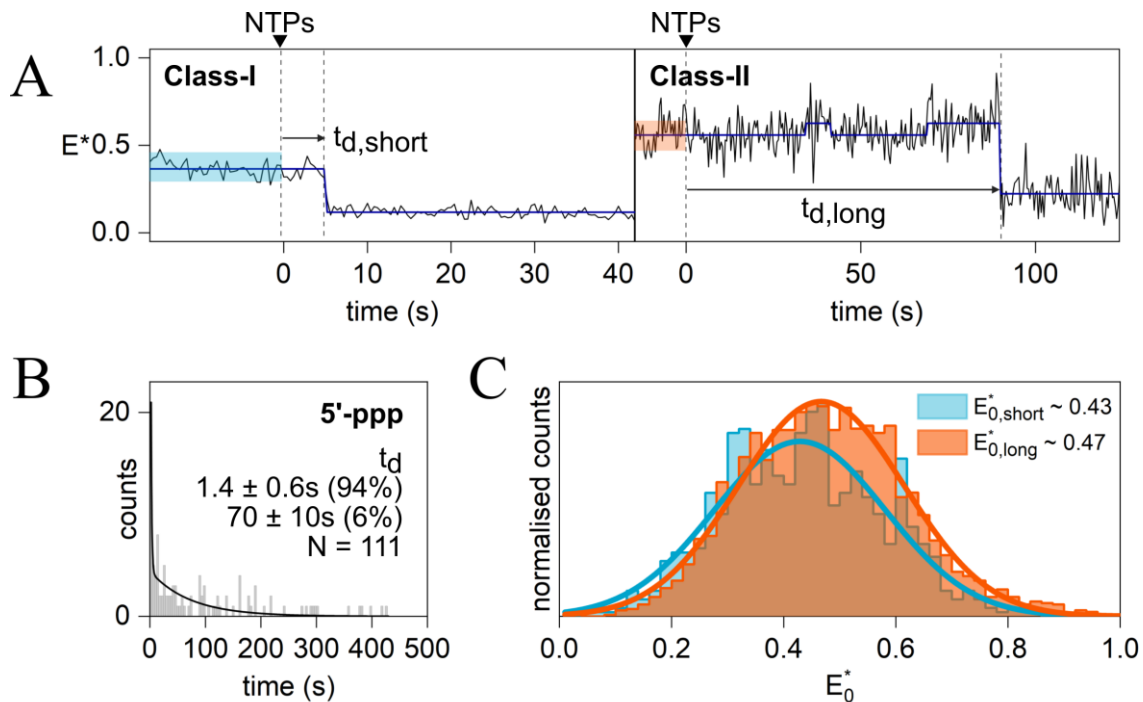 NTPs NTPs
A
1.0 Class-I Class-II
E* 0.5 t_d,short
t_d,long
0.0
0 10 20 30 40 0 50 100
time (s) time (s)
B C
20 5'-ppp
t_d
1.4 ± 0.6s (94%)
70 ± 10s (6%)
N = 111
counts
0
0 100 200 300 400 500
time (s)
normalised counts
E*_0,short ~ 0.43
E*_0,long ~ 0.47
0.0 0.2 0.4 0.6 0.8 1.0
E*_0